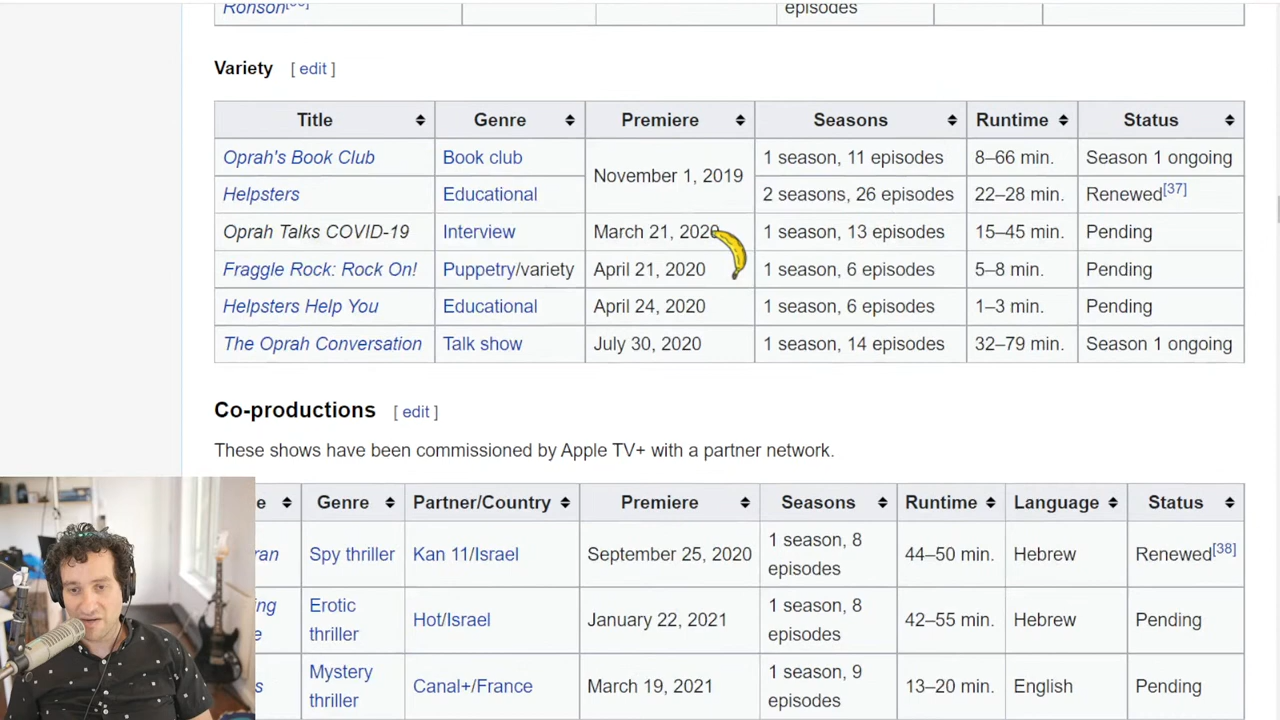 Ronson[36]
episodes
Variety [ edit ]
Title Genre Premiere Seasons Runtime Status
Oprah's Book Club Book club November 1, 2019 1 season, 11 episodes 8–66 min. Season 1 ongoing
Helpsters Educational 2 seasons, 26 episodes 22–28 min. Renewed[37]
Oprah Talks COVID-19 Interview March 21, 2020 1 season, 13 episodes 15–45 min. Pending
Fraggle Rock: Rock On! Puppetry/variety April 21, 2020 1 season, 6 episodes 5–8 min. Pending
Helpsters Help You Educational April 24, 2020 1 season, 6 episodes 1–3 min. Pending
The Oprah Conversation Talk show July 30, 2020 1 season, 14 episodes 32–79 min. Season 1 ongoing
Co-productions [ edit ]
These shows have been commissioned by Apple TV+ with a partner network.
e Genre Partner/Country Premiere Seasons Runtime Language Status
ran Spy thriller Kan 11/Israel September 25, 2020 1 season, 8 episodes 44–50 min. Hebrew Renewed[38]
ing
e Erotic thriller Hot/Israel January 22, 2021 1 season, 8 episodes 42–55 min. Hebrew Pending
s Mystery thriller Canal+/France March 19, 2021 1 season, 9 episodes 13–20 min. English Pending